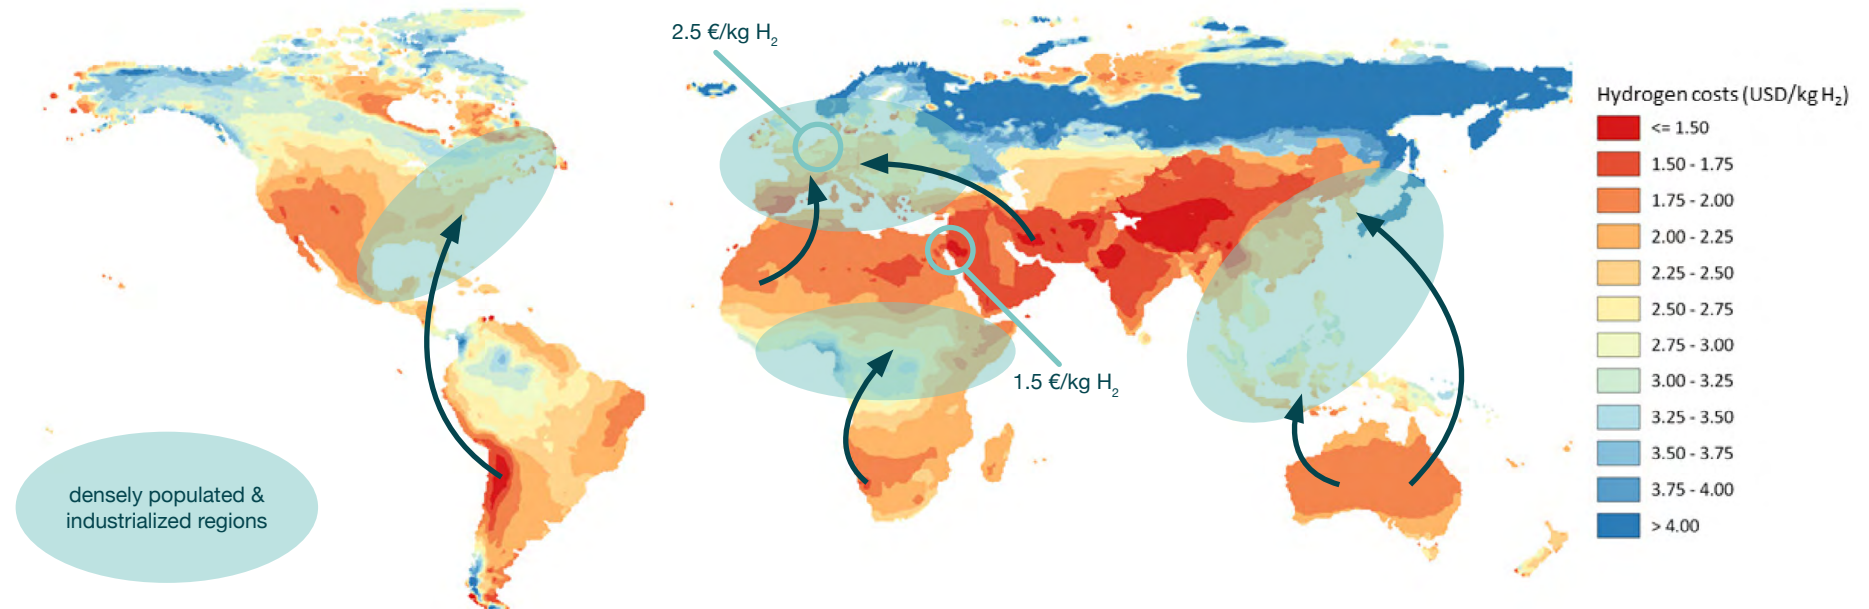 2.5 €/kg H₂
Hydrogen costs (USD/kg H₂)
<= 1.50
1.50 - 1.75
1.75 - 2.00
2.00 - 2.25
2.25 - 2.50
2.50 - 2.75
2.75 - 3.00
3.00 - 3.25
3.25 - 3.50
3.50 - 3.75
3.75 - 4.00
> 4.00
1.5 €/kg H₂
densely populated &
industrialized regions